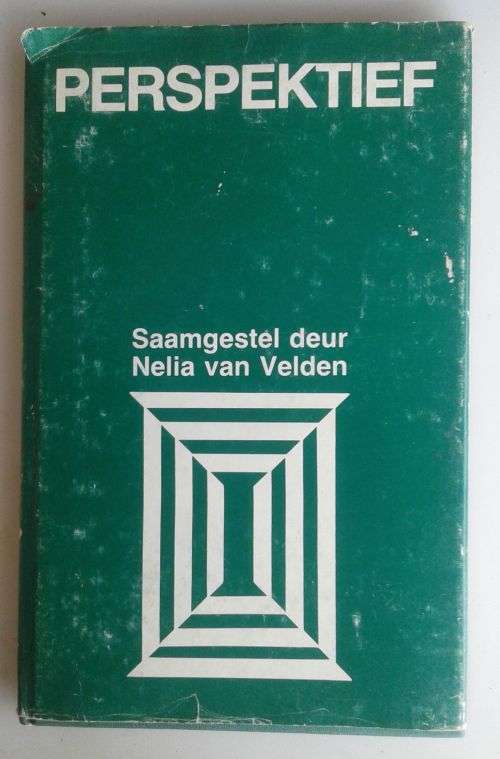 PERSPEKTIEF
Saamgestel deur
Nelia van Velden